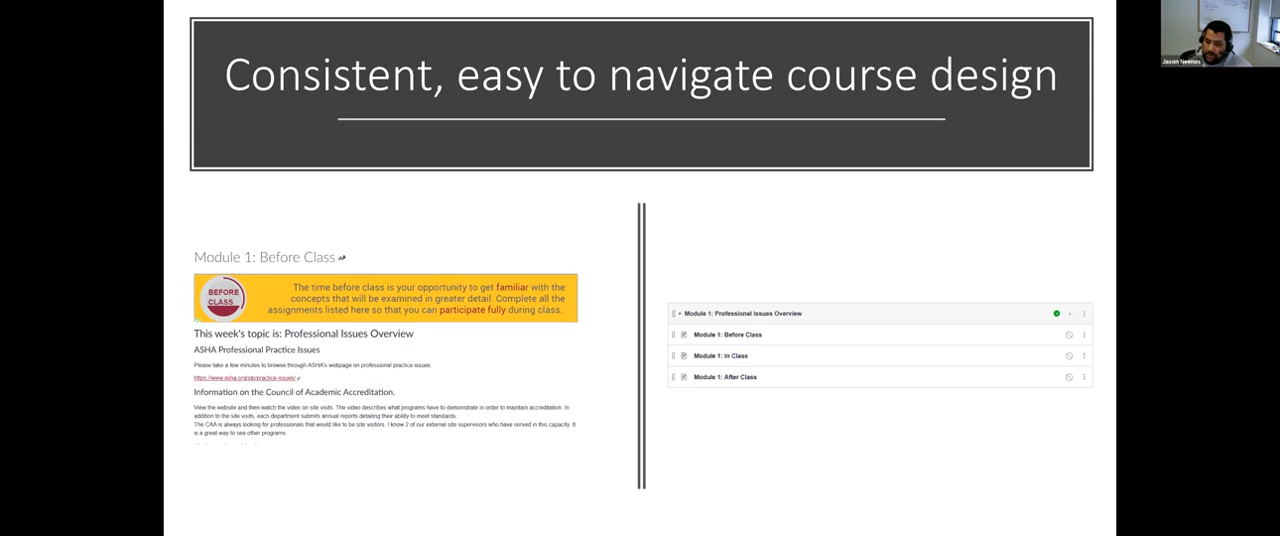 Consistent, easy to navigate course design
Jason Neenos
Module 1: Before Class
BEFORE
CLASS
The time before class is your opportunity to get familiar with the
concepts that will be examined in greater detail. Complete all the
assignments listed here so that you can participate fully during class.
This week's topic is: Professional Issues Overview
ASHA Professional Practice Issues
Please take a few minutes to browse through ASHA's webpage on professional practice issues.
https://www.asha.org/slp/practice-issues/
Information on the Council of Academic Accreditation.
View the website and then watch the video on site visits. The video describes what programs have to demonstrate in order to maintain accreditation. In
addition to the site visits, each department submits annual reports detailing their ability to meet standards.
The CAA is always looking for professionals that would like to be site visitors. I know 2 of our external site supervisors who have served in this capacity. It
is a great way to see other programs.
Module 1: Professional Issues Overview
Module 1: Before Class
Module 1: In Class
Module 1: After Class